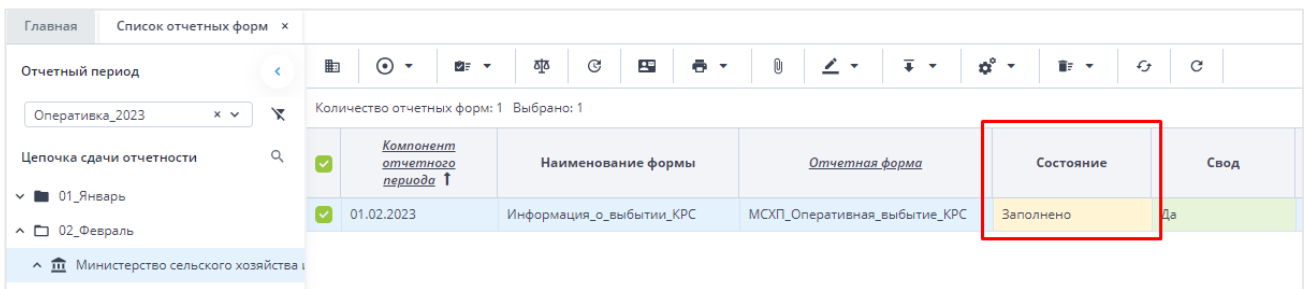 Главная
Список отчетных форм ×
Отчетный период
Оперативка_2023
Количество отчетных форм: 1 Выбрано: 1
Цепочка сдачи отчетности
Компонент
отчетного
периода
Наименование формы
Отчетная форма
Состояние
Свод
01_Январь
01.02.2023
Информация_о_выбытии_КРС
МСХП_Оперативная_выбытие_КРС
Заполнено
Да
02_Февраль
Министерство сельского хозяйства